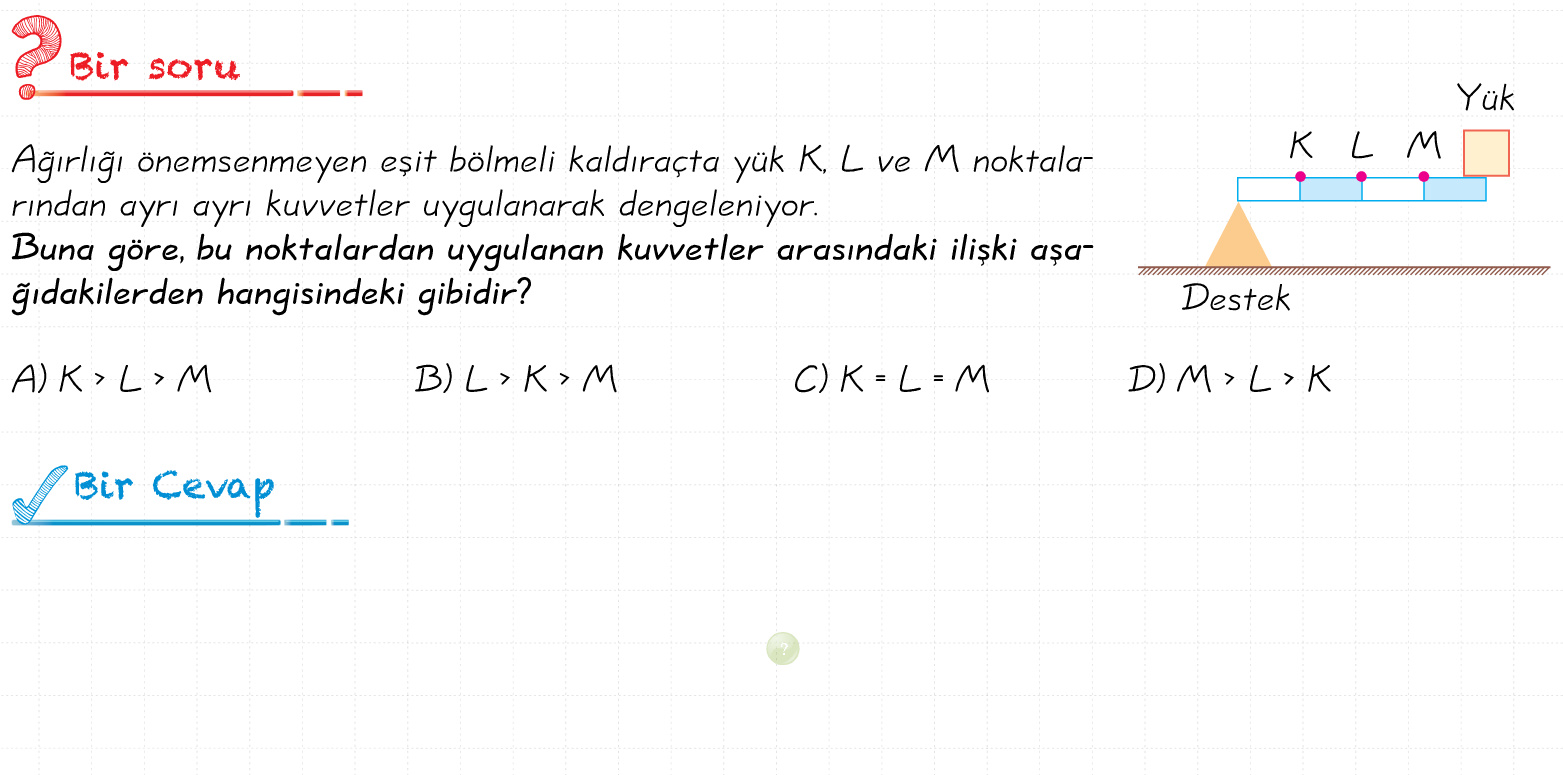 ?
Bir soru
Ağırlığı önemsenmeyen eşit bölmeli kaldıraçta yük K, L ve M noktala-
rından ayrı ayrı kuvvetler uygulanarak dengeleniyor.
Buna göre, bu noktalardan uygulanan kuvvetler arasındaki ilişki aşa-
ğıdakilerden hangisindeki gibidir?
Yük
K L M
Destek
A) K > L > M B) L > K > M C) K = L = M D) M > L > K
Bir Cevap
?